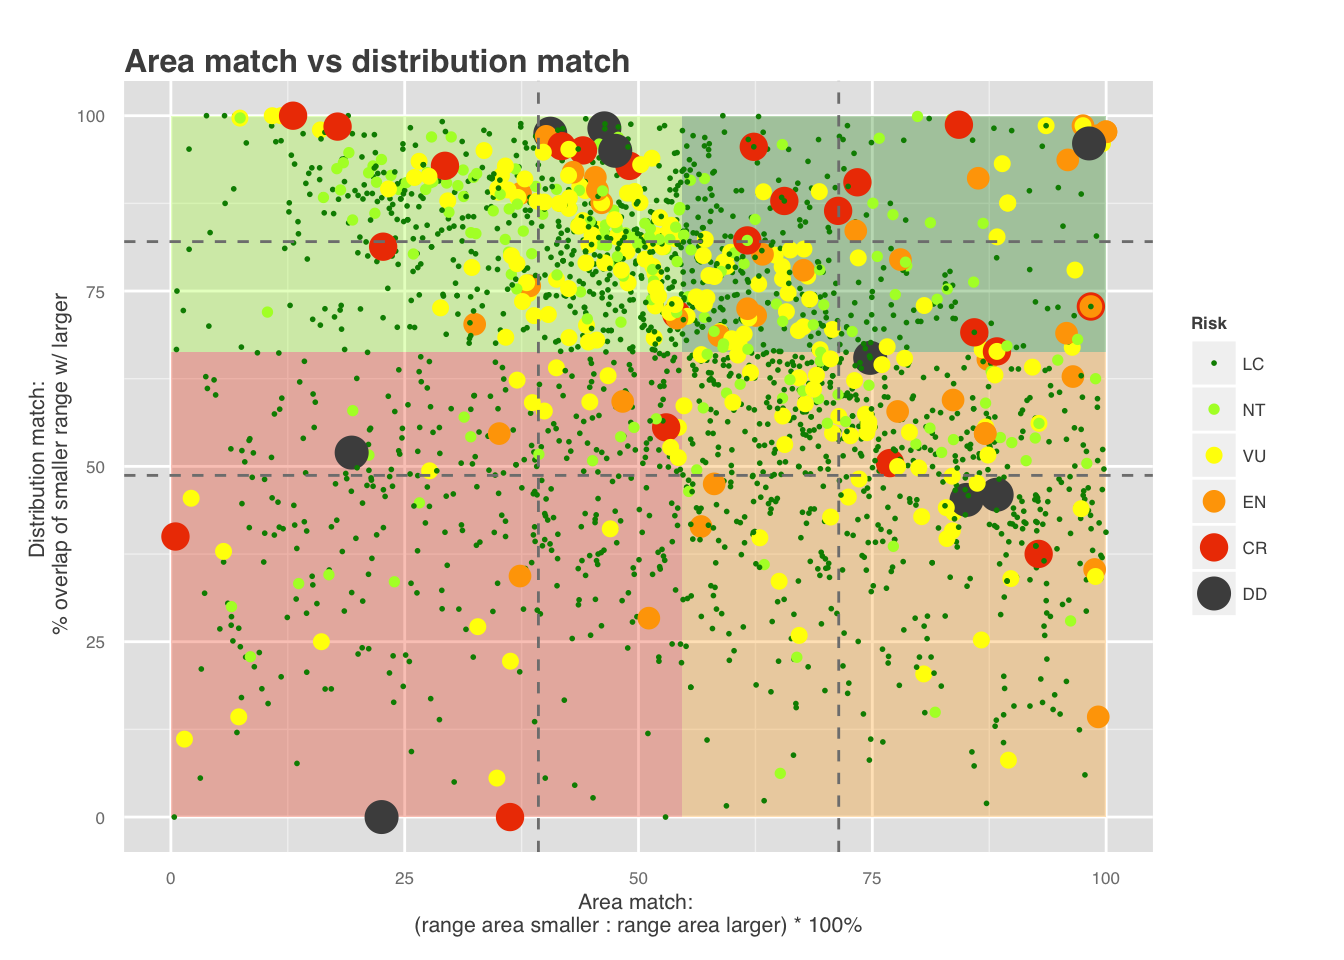 Area match vs distribution match
Distribution match:
% overlap of smaller range w/ larger
100
75
50
25
0
0 25 50 75 100
Area match:
(range area smaller : range area larger) * 100%
Risk
LC
NT
VU
EN
CR
DD